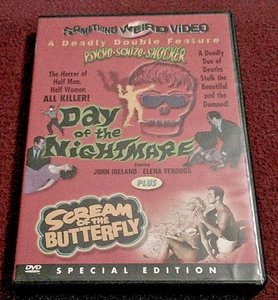 SOMETHING WEIRD VIDEO
A Deadly Double Feature
PSYCHO-SCHIZO-SHOCKER
The Horror of
Half Man,
Half Woman
ALL KILLER!
A Deadly
Duo of
Deaths
Stalk the
Beautiful
and the
Damned!
Day
of the
NIGHTMARE
Starring
JOHN IRELAND ELENA VERDUGO
PLUS
SCREAM
OF THE
BUTTERFLY
DVD
SPECIAL EDITION